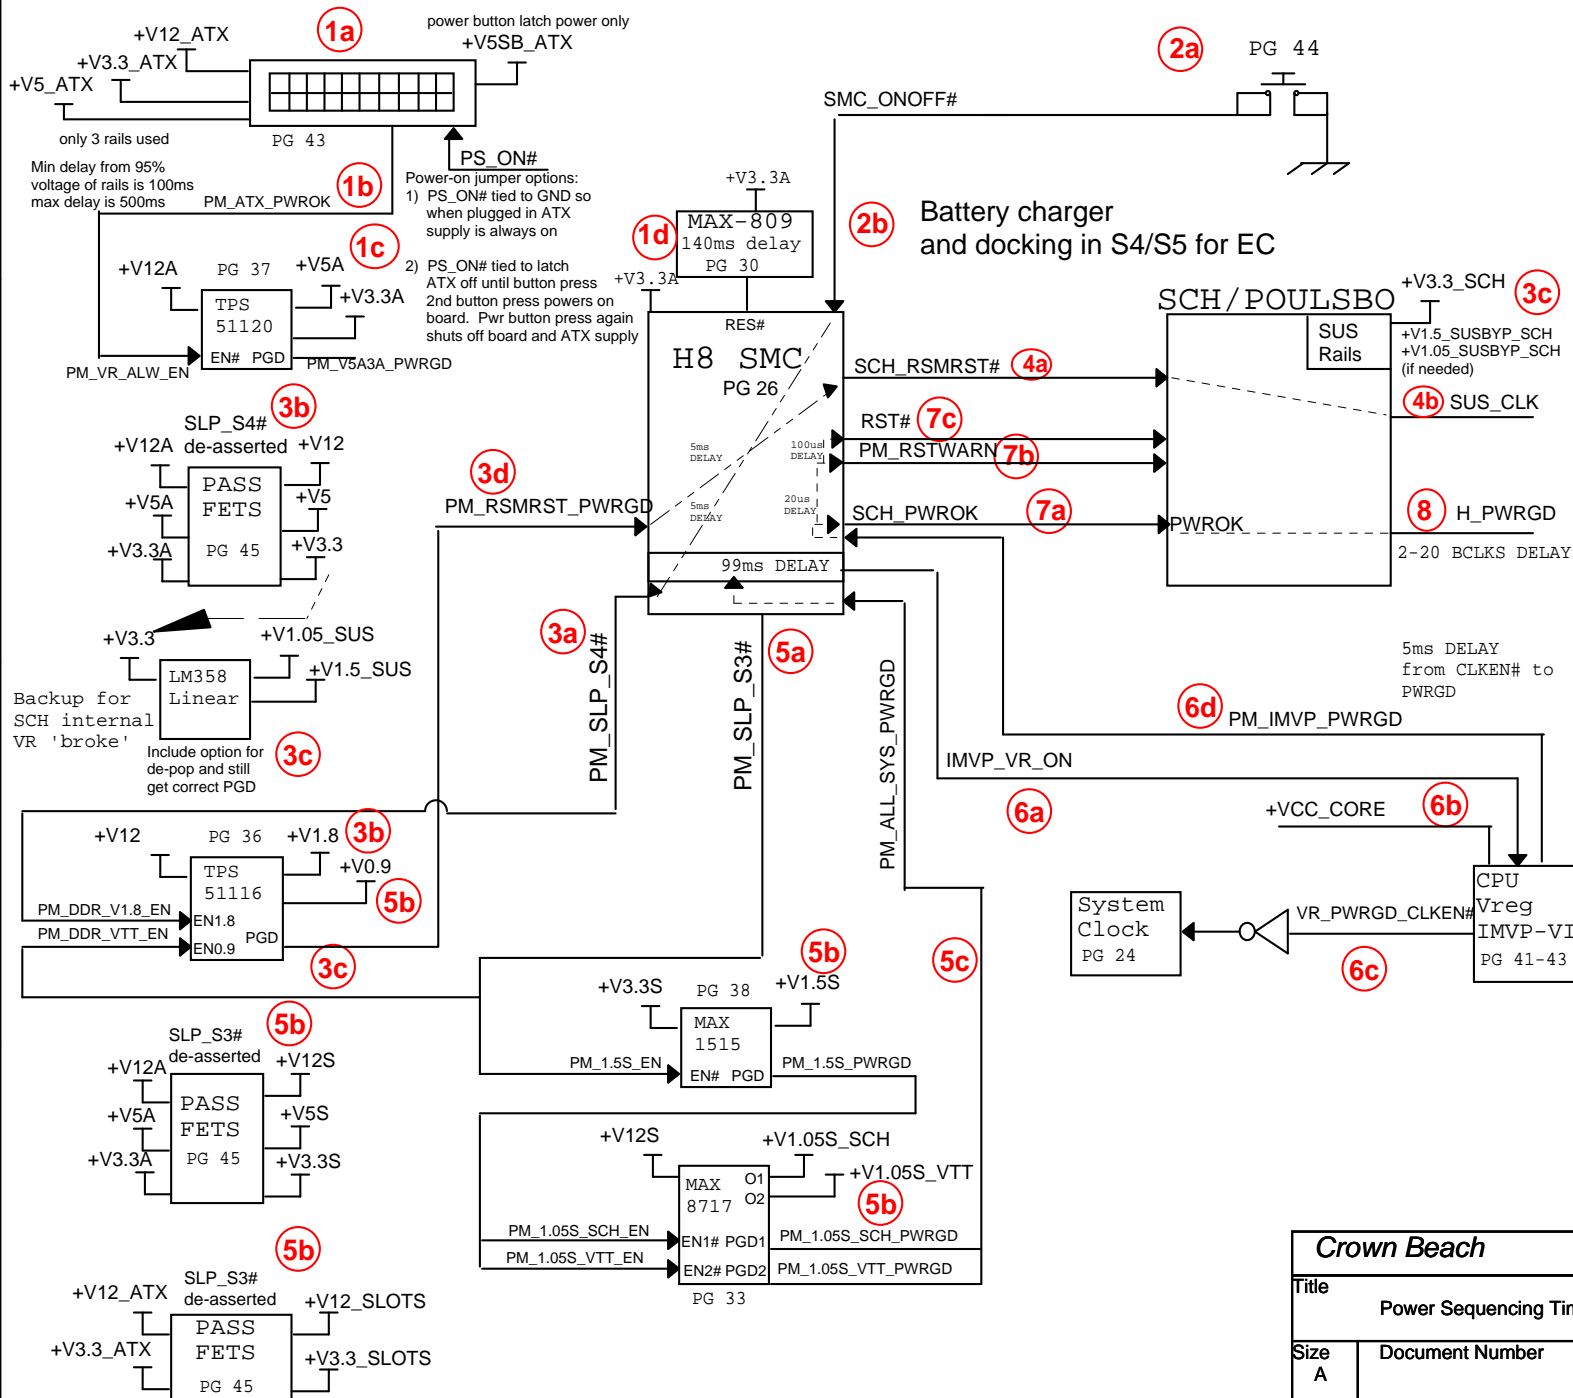 +V12_ATX
+V3.3_ATX
+V5_ATX
1a
power button latch power only
+V5SB_ATX
only 3 rails used
PG 43
Min delay from 95%
voltage of rails is 100ms
max delay is 500ms
PM_ATX_PWROK
1b
PS_ON#
Power-on jumper options:
1) PS_ON# tied to GND so
when plugged in ATX
supply is always on
2) PS_ON# tied to latch
ATX off until button press
2nd button press powers on
board. Pwr button press again
shuts off board and ATX supply
1c
+V12A
PG 37
+V5A
+V3.3A
TPS
51120
EN# PGD
PM_VR_ALW_EN
PM_V5A3A_PWRGD
2a
PG 44
SMC_ONOFF#
2b
Battery charger
and docking in S4/S5 for EC
1d
+V3.3A
MAX-809
140ms delay
PG 30
+V3.3A
RES#
H8 SMC
PG 26
5ms
DELAY
5ms
DELAY
100us
DELAY
20us
DELAY
99ms DELAY
SCH_RSMRST#
4a
RST#
7c
PM_RSTWARN
7b
SCH_PWROK
7a
SCH/POULSBO
SUS
Rails
PWROK
+V3.3_SCH
3c
+V1.5_SUSBYP_SCH
+V1.05_SUSBYP_SCH
(if needed)
4b
SUS_CLK
8
H_PWRGD
2-20 BCLKS DELAY
3b
SLP_S4#
de-asserted
+V12A
+V12
+V5A
+V5
+V3.3A
+V3.3
PASS
FETS
PG 45
3d
PM_RSMRST_PWRGD
+V3.3
+V1.05_SUS
+V1.5_SUS
LM358
Linear
Backup for
SCH internal
VR 'broke'
Include option for
de-pop and still
get correct PGD
3c
3a
PM_SLP_S4#
PM_SLP_S3#
5a
PM_ALL_SYS_PWRGD
5ms DELAY
from CLKEN# to
PWRGD
6d
PM_IMVP_PWRGD
IMVP_VR_ON
6a
+VCC_CORE
6b
CPU
Vreg
IMVP-VI
PG 41-43
VR_PWRGD_CLKEN#
6c
System
Clock
PG 24
+V12
PG 36
+V1.8
3b
+V0.9
5b
TPS
51116
EN1.8
EN0.9
PGD
PM_DDR_V1.8_EN
PM_DDR_VTT_EN
3c
5b
5c
+V3.3S
PG 38
+V1.5S
MAX
1515
EN# PGD
PM_1.5S_EN
PM_1.5S_PWRGD
5b
SLP_S3#
de-asserted
+V12A
+V12S
+V5A
+V5S
+V3.3A
+V3.3S
PASS
FETS
PG 45
+V12S
+V1.05S_SCH
+V1.05S_VTT
5b
MAX
8717
O1
O2
EN1# PGD1
EN2# PGD2
PM_1.05S_SCH_EN
PM_1.05S_VTT_EN
PM_1.05S_SCH_PWRGD
PM_1.05S_VTT_PWRGD
PG 33
5b
SLP_S3#
de-asserted
+V12_ATX
+V12_SLOTS
+V3.3_ATX
+V3.3_SLOTS
PASS
FETS
PG 45
Crown Beach
Title
Power Sequencing Tim
Size
A
Document Number